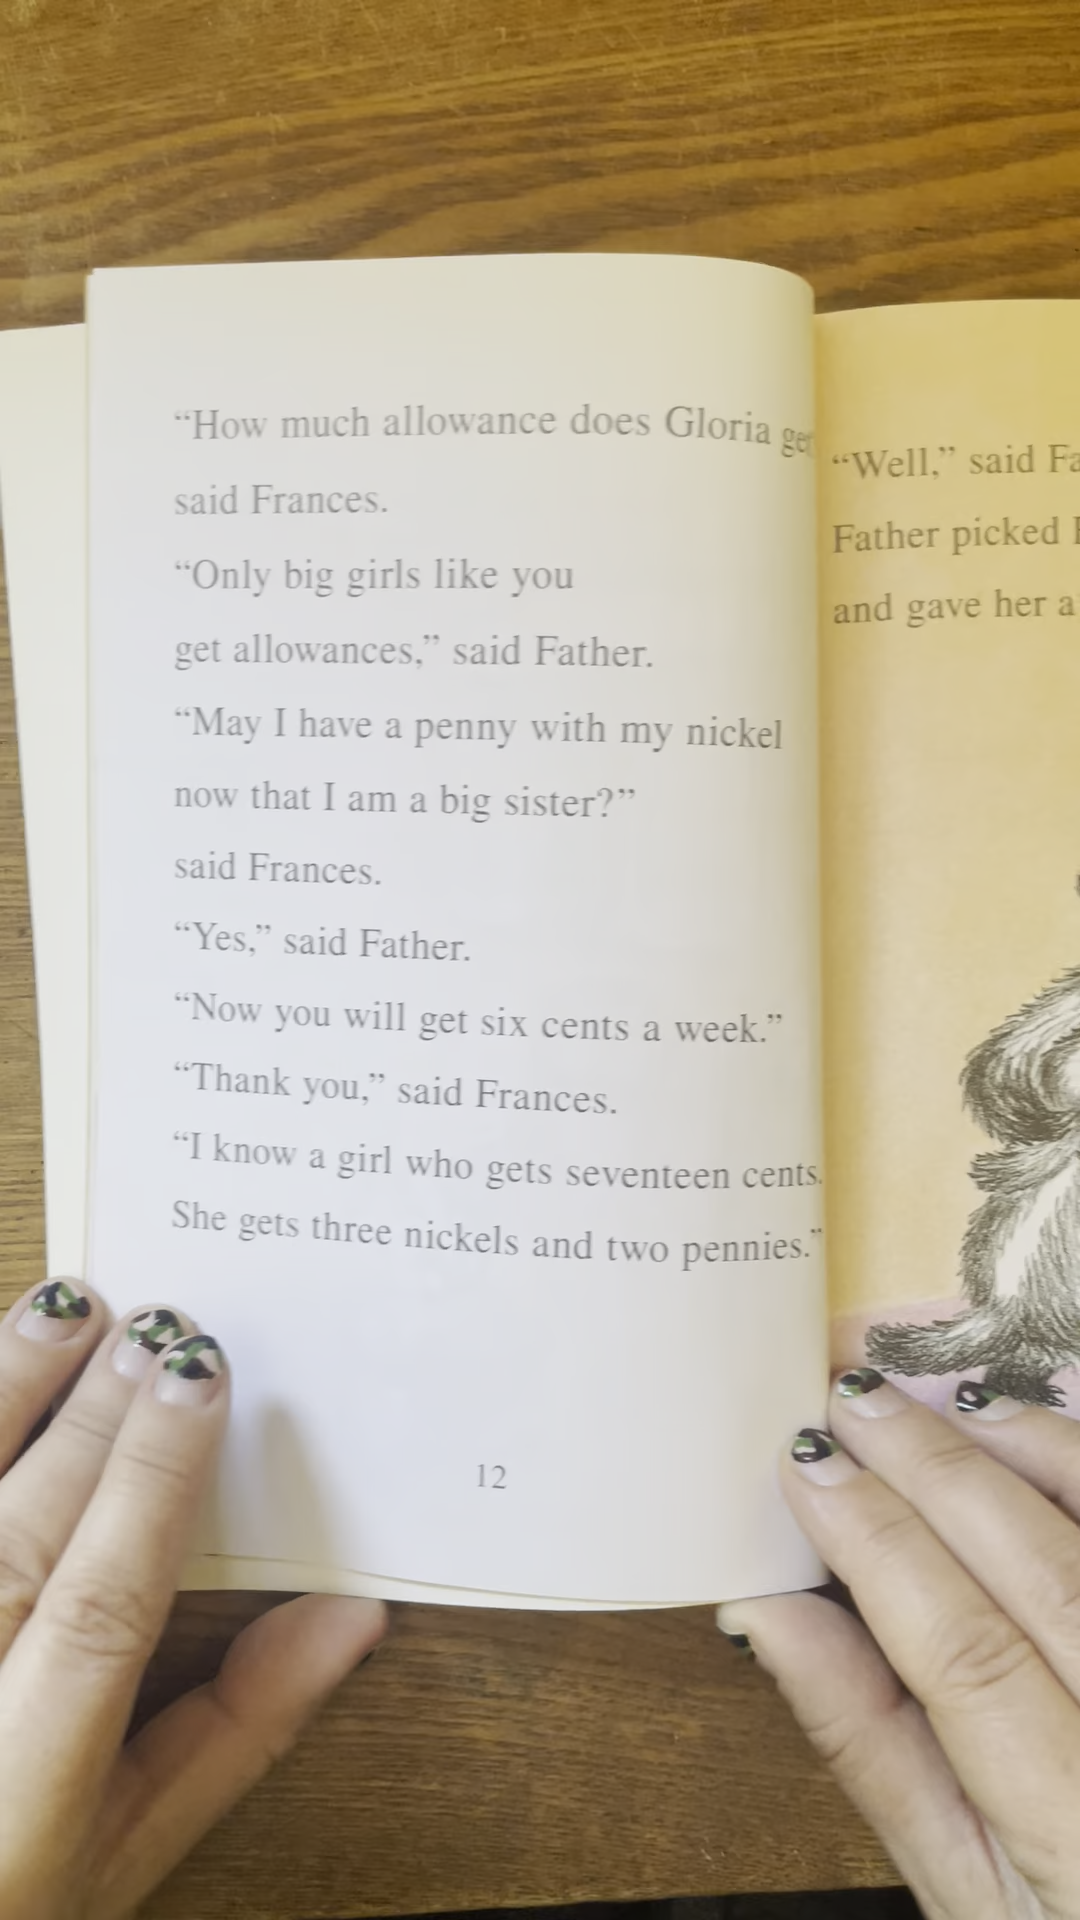 “How much allowance does Gloria
said Frances.
“Only big girls like you
get allowances,” said Father.
“May I have a penny with my nickel
now that I am a big sister?”
said Frances.
“Yes,” said Father.
“Now you will get six cents a week.”
“Thank you,” said Frances.
“I know a girl who gets seventeen cents.
She gets three nickels and two pennies.”
12
“Well,” said
Father picked
and gave her